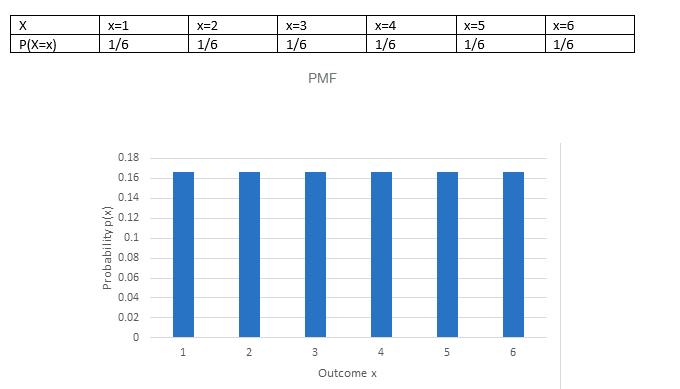 X x=1 x=2 x=3 x=4 x=5 x=6
P(X=x) 1/6 1/6 1/6 1/6 1/6 1/6
PMF
Probability p(x)
0.18
0.16
0.14
0.12
0.1
0.08
0.06
0.04
0.02
0
1 2 3 4 5 6
Outcome x